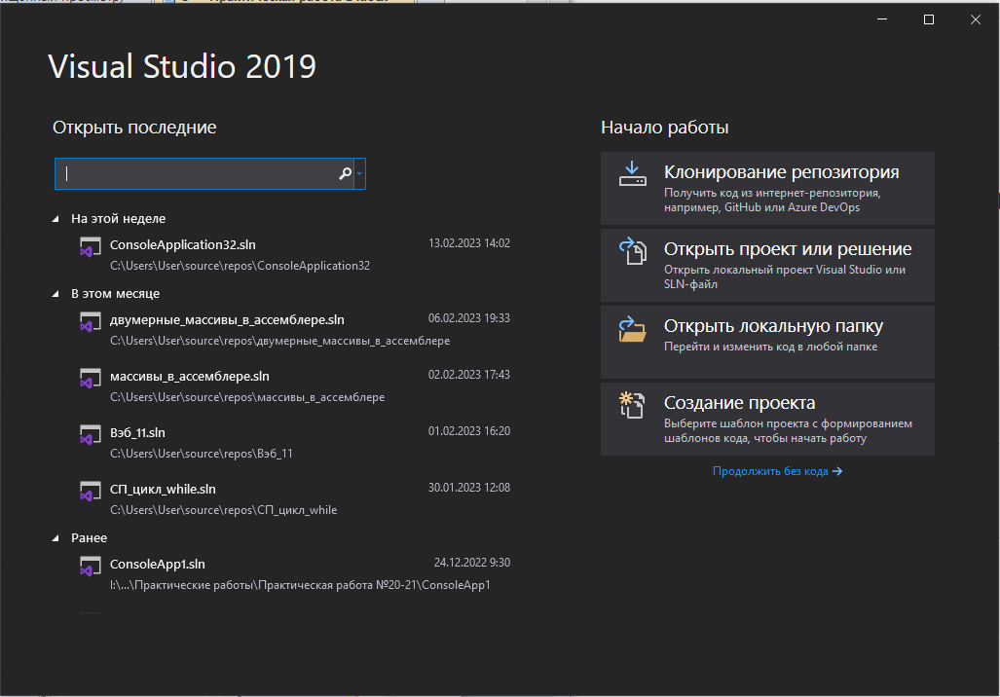 Visual Studio 2019
Открыть последние
На этой неделе
ConsoleApplication32.sln 13.02.2023 14:02
C:\Users\User\source\repos\ConsoleApplication32
В этом месяце
двумерные_массивы_в_ассемблере.sln 06.02.2023 19:33
C:\Users\User\source\repos\двумерные_массивы_в_ассемблере
массивы_в_ассемблере.sln 02.02.2023 17:43
C:\Users\User\source\repos\массивы_в_ассемблере
Вэб_11.sln 01.02.2023 16:20
C:\Users\User\source\repos\Вэб_11
СП_цикл_while.sln 30.01.2023 12:08
C:\Users\User\source\repos\СП_цикл_while
Ранее
ConsoleApp1.sln 24.12.2022 9:30
I:\...\Практические работы\Практическая работа №20-21\ConsoleApp1
Начало работы
Клонирование репозитория
Получить код из интернет-репозитория,
например, GitHub или Azure DevOps
Открыть проект или решение
Открыть локальный проект Visual Studio или
SLN-файл
Открыть локальную папку
Перейти и изменить код в любой папке
Создание проекта
Выберите шаблон проекта с формированием
шаблонов кода, чтобы начать работу
Продолжить без кода